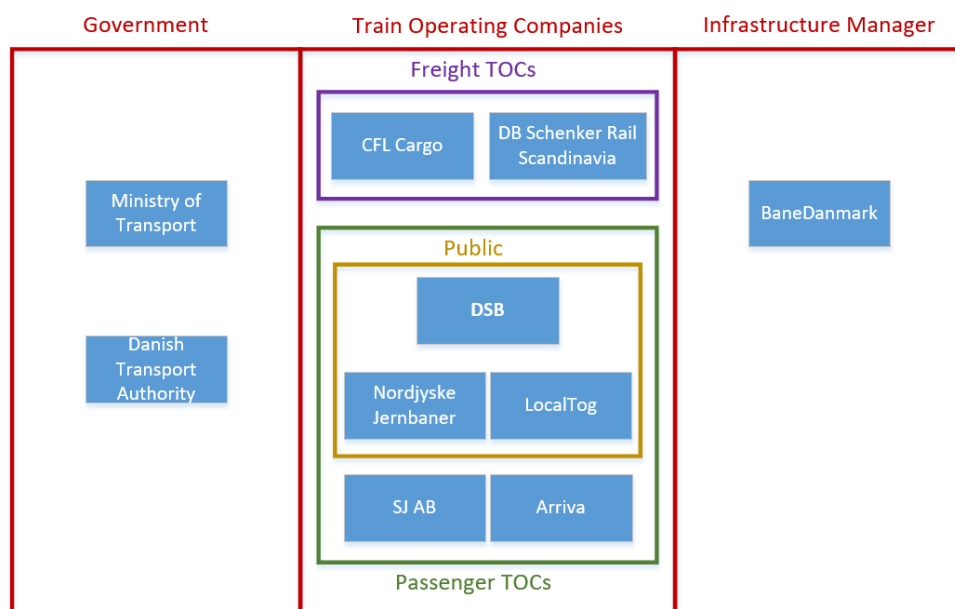 Government
Train Operating Companies
Infrastructure Manager
Freight TOCs
CFL Cargo
DB Schenker Rail
Scandinavia
Ministry of
Transport
BaneDanmark
Public
DSB
Danish
Transport
Authority
Nordjyske
Jernbaner
LocalTog
SJ AB
Arriva
Passenger TOCs